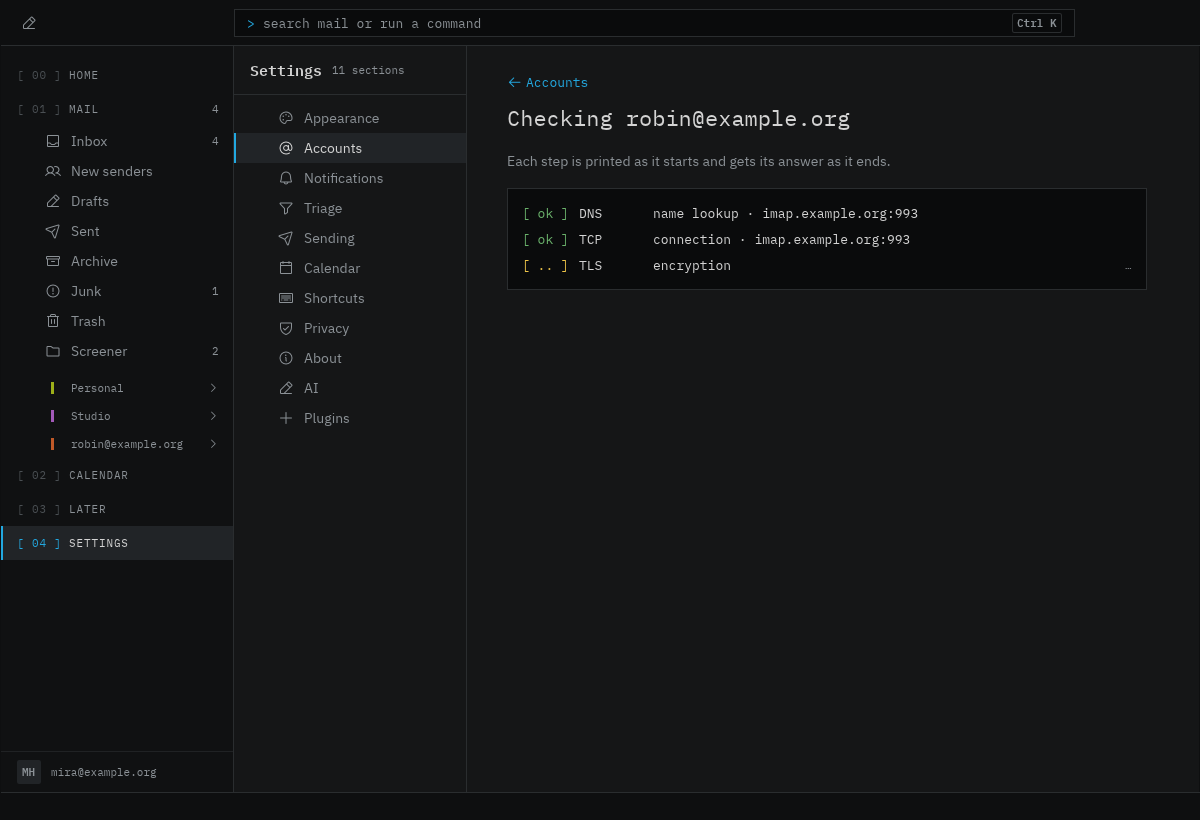 > search mail or run a command Ctrl K
[ 00 ] HOME
[ 01 ] MAIL 4
Inbox 4
New senders
Drafts
Sent
Archive
Junk 1
Trash
Screener 2
Personal
Studio
robin@example.org
[ 02 ] CALENDAR
[ 03 ] LATER
[ 04 ] SETTINGS
MH mira@example.org
Settings 11 sections
Appearance
Accounts
Notifications
Triage
Sending
Calendar
Shortcuts
Privacy
About
AI
Plugins
← Accounts
Checking robin@example.org
Each step is printed as it starts and gets its answer as it ends.
[ ok ] DNS name lookup · imap.example.org:993
[ ok ] TCP connection · imap.example.org:993
[ .. ] TLS encryption …